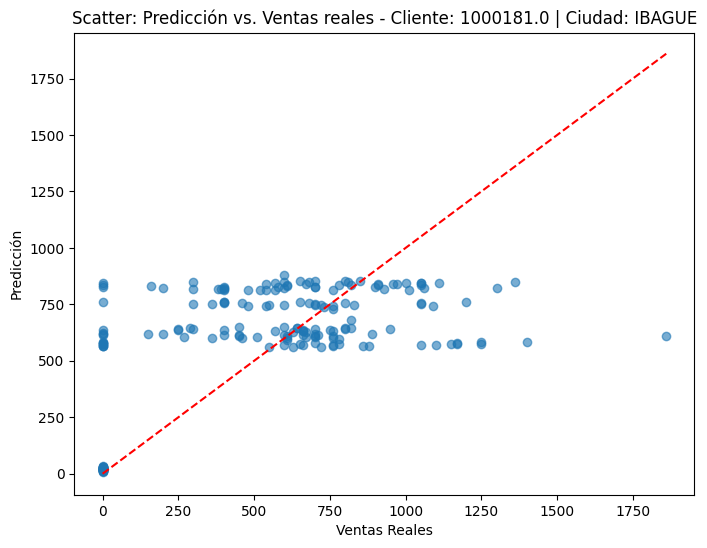 Scatter: Predicción vs. Ventas reales - Cliente: 1000181.0 | Ciudad: IBAGUE
Predicción
1750
1500
1250
1000
750
500
250
0
0 250 500 750 1000 1250 1500 1750
Ventas Reales